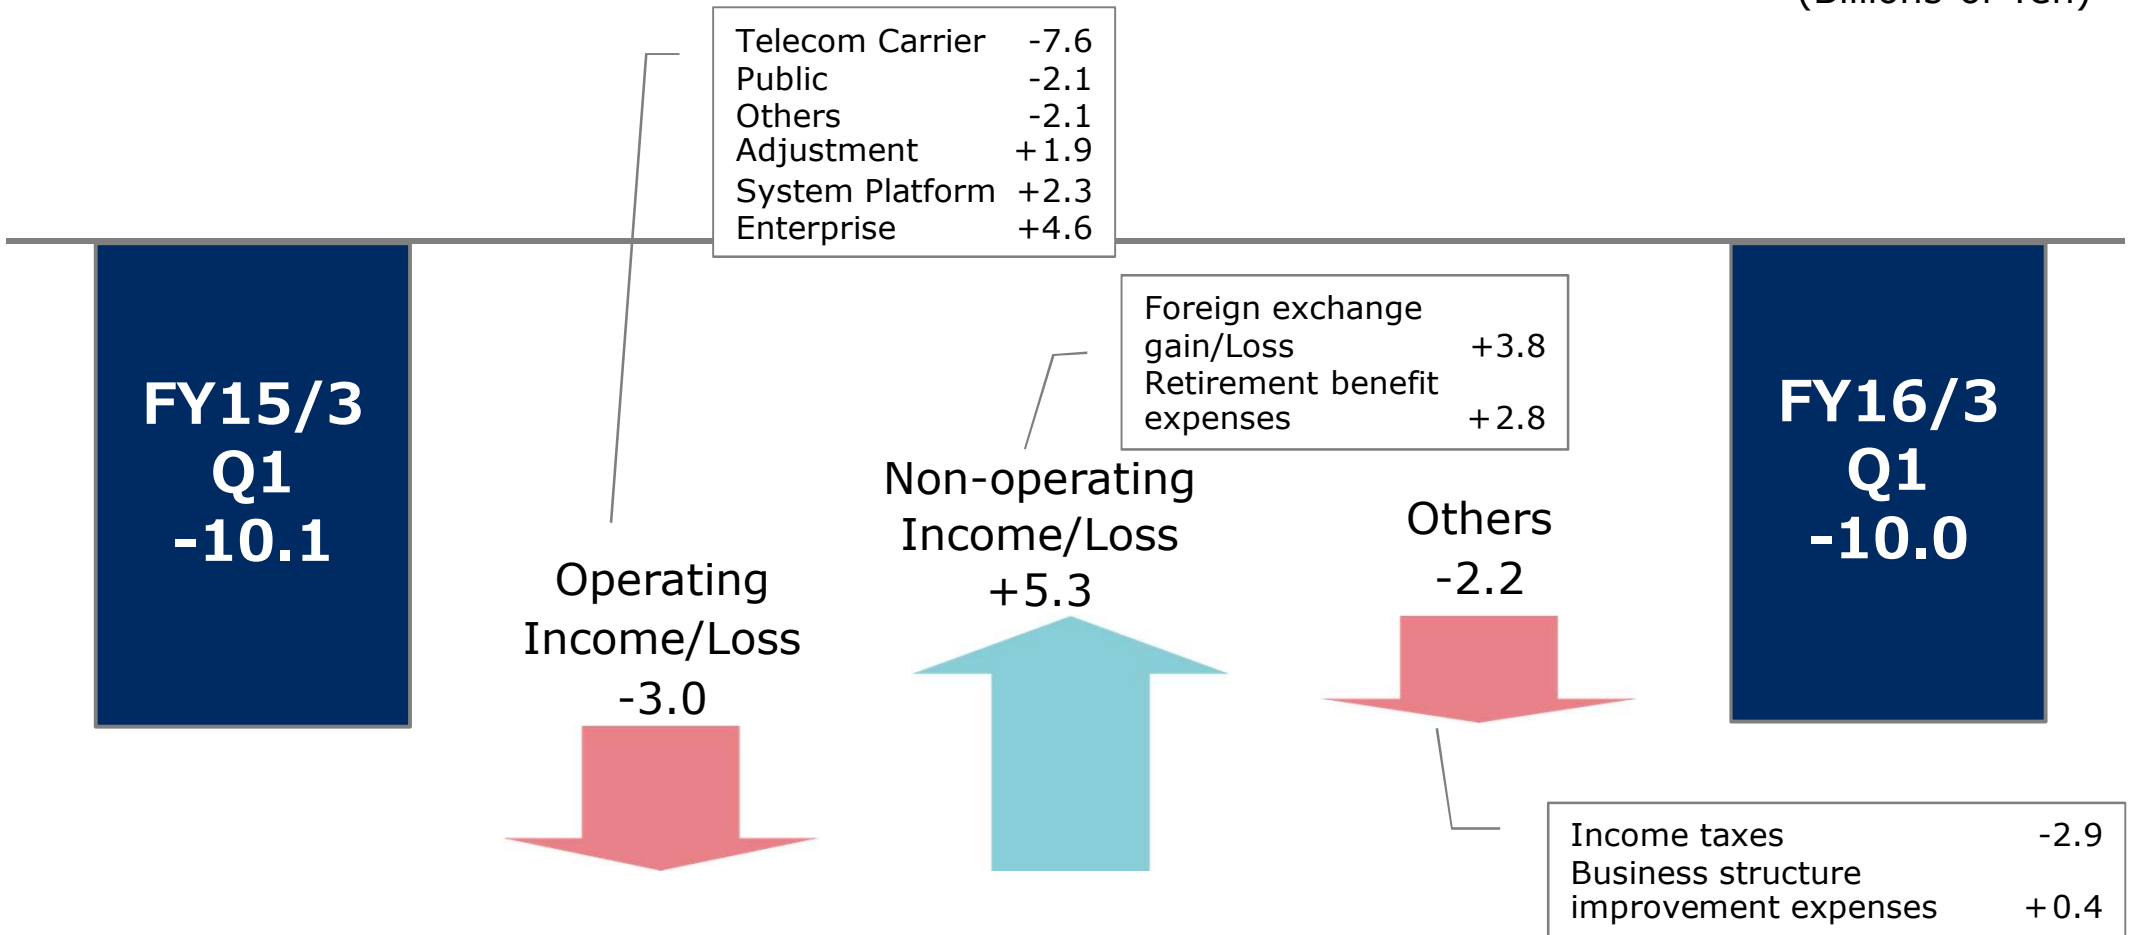 (Billions of Yen)
Telecom Carrier -7.6
Public -2.1
Others -2.1
Adjustment +1.9
System Platform +2.3
Enterprise +4.6
Foreign exchange
gain/Loss +3.8
Retirement benefit
expenses +2.8
FY15/3
Q1
-10.1
Operating
Income/Loss
-3.0
Non-operating
Income/Loss
+5.3
Others
-2.2
FY16/3
Q1
-10.0
Income taxes -2.9
Business structure
improvement expenses +0.4